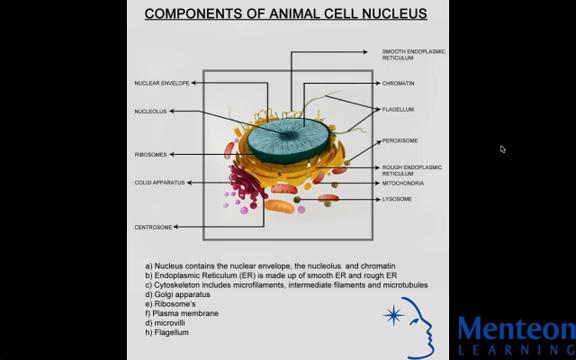 COMPONENTS OF ANIMAL CELL NUCLEUS
SMOOTH ENDOPLASMIC
RETICULUM
NUCLEAR ENVELOPE
CHROMATIN
NUCLEOLUS
FLAGELLUM
PEROXISOME
RIBOSOMES
ROUGH ENDOPLASMIC
RETICULUM
COLGI APPARATUS
MITOCHONDRIA
LYSOSOME
CENTROSOME
a) Nucleus contains the nuclear envelope, the nucleolus and chromatin
b) Endoplasmic Reticulum (ER) is made up of smooth ER and rough ER
c) Cytoskeleton includes microfilaments, intermediate filaments and microtubules
d) Golgi apparatus
e) Ribosome's
f) Plasma membrane
d) microvilli
h) Flagellum
Menteon
LEARNING